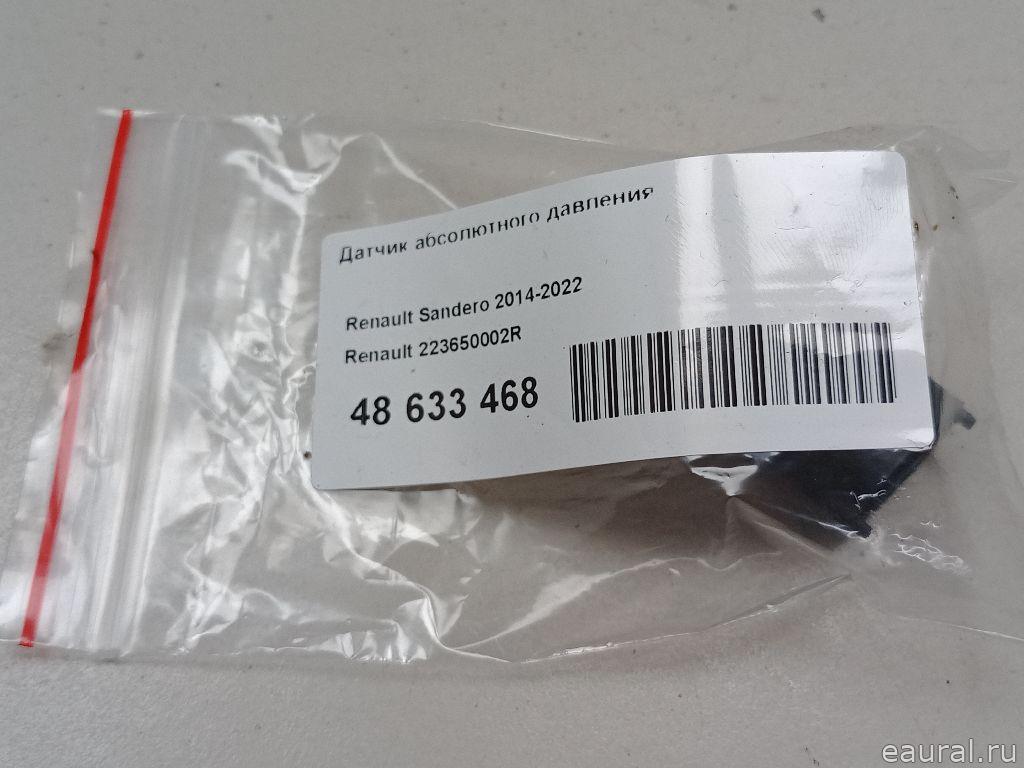 Датчик абсолютного давления
Renault Sandero 2014-2022
Renault 223650002R
48 633 468
eaural.ru